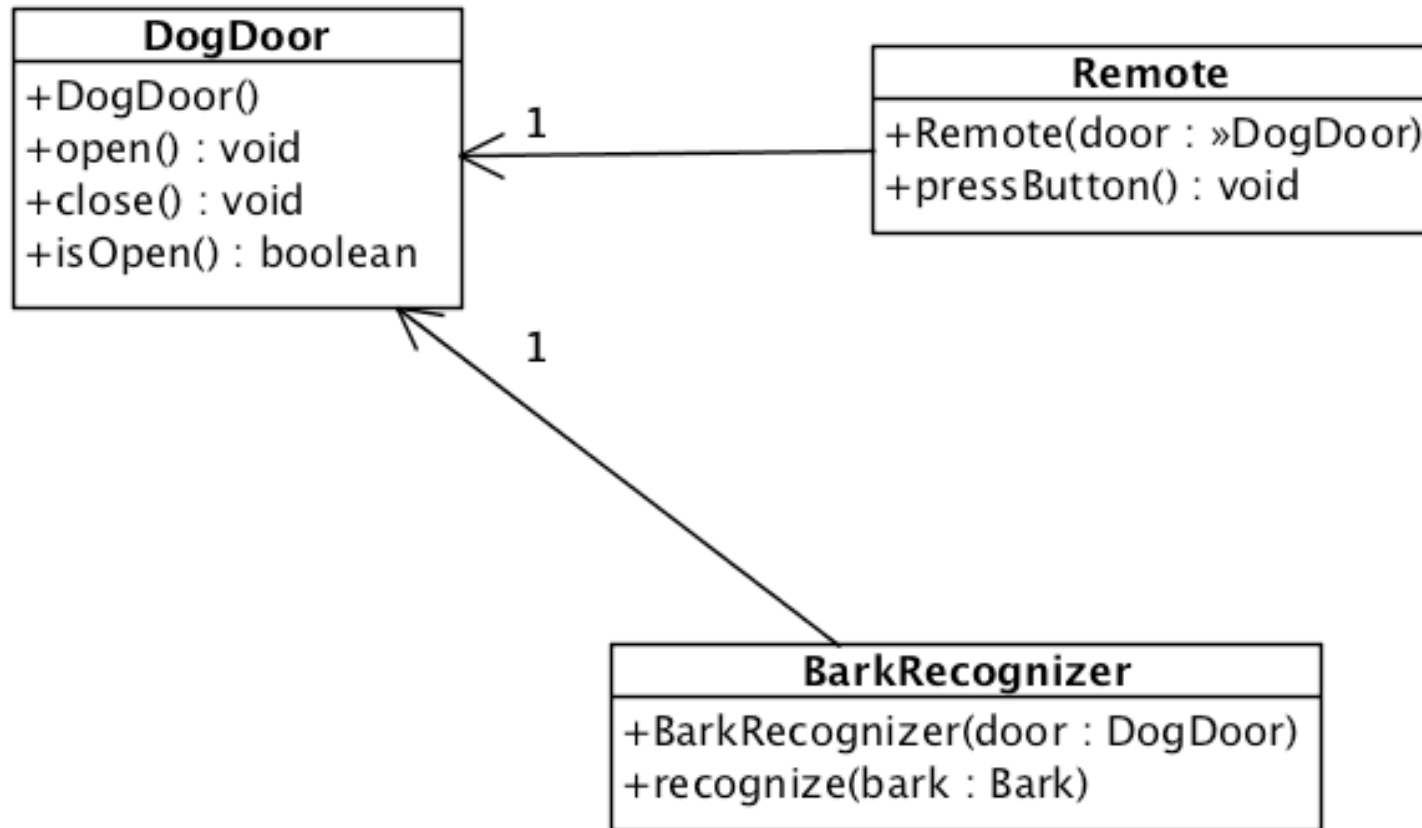 DogDoor
+DogDoor()
+open() : void
+close() : void
+isOpen() : boolean
1
Remote
+Remote(door : »DogDoor)
+pressButton() : void
1
BarkRecognizer
+BarkRecognizer(door : DogDoor)
+recognize(bark : Bark)